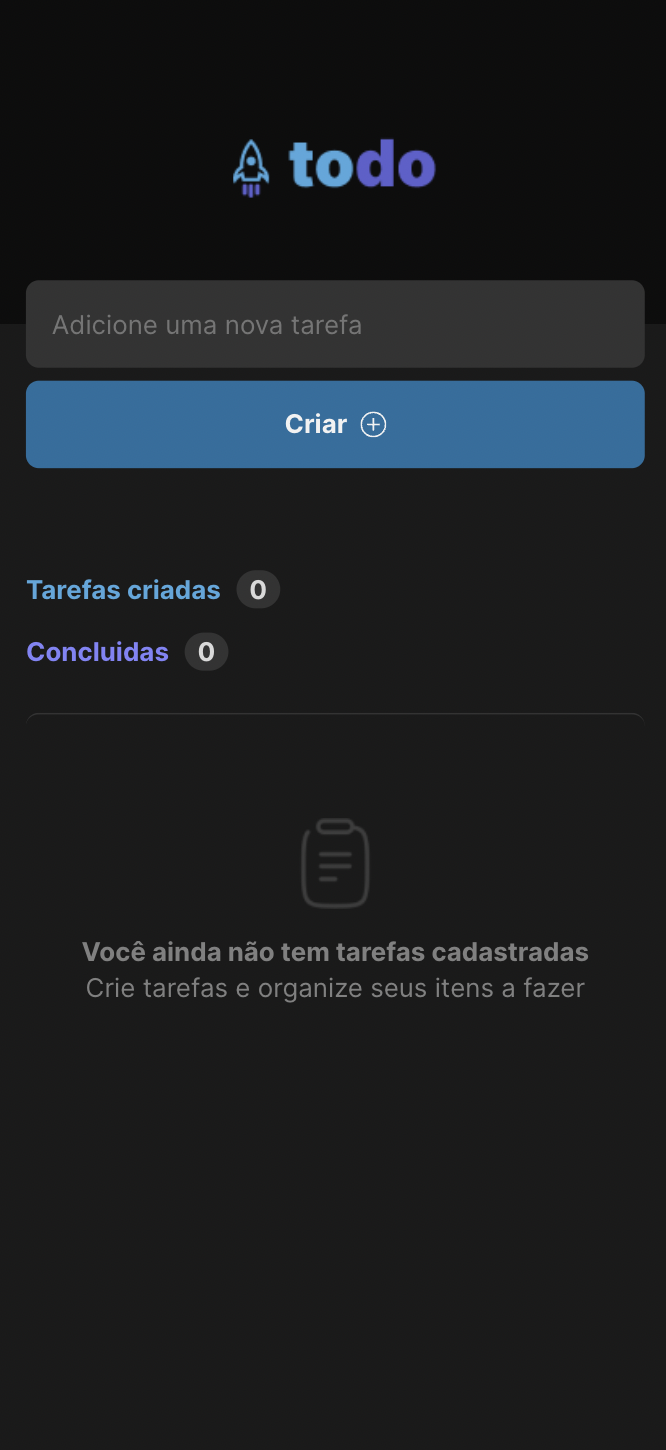 todo
Adicione uma nova tarefa
Criar
Tarefas criadas 0
Concluidas 0
Você ainda não tem tarefas cadastradas
Crie tarefas e organize seus itens a fazer